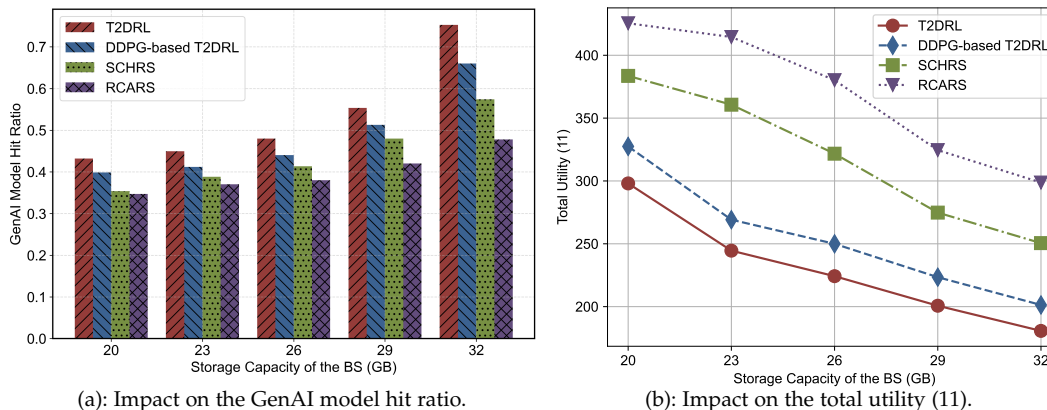 T2DRL
DDPG-based T2DRL
SCHRS
RCARS
GenAI Model Hit Ratio
0.7
0.6
0.5
0.4
0.3
0.2
0.1
0.0
20 23 26 29 32
Storage Capacity of the BS (GB)
(a): Impact on the GenAI model hit ratio.
T2DRL
DDPG-based T2DRL
SCHRS
RCARS
Total Utility (11)
400
350
300
250
200
20 23 26 29 32
Storage Capacity of the BS (GB)
(b): Impact on the total utility (11).